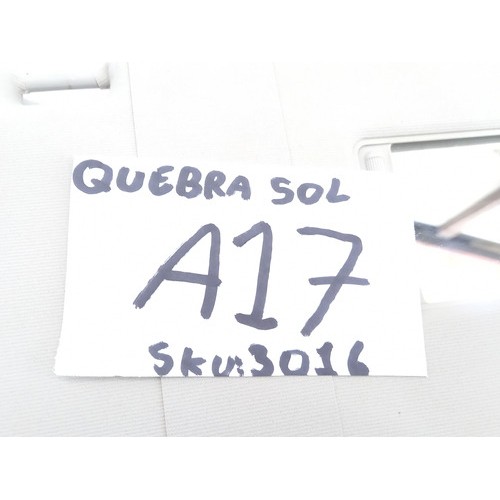 QUEBRA SOL
A17
SKU:3016